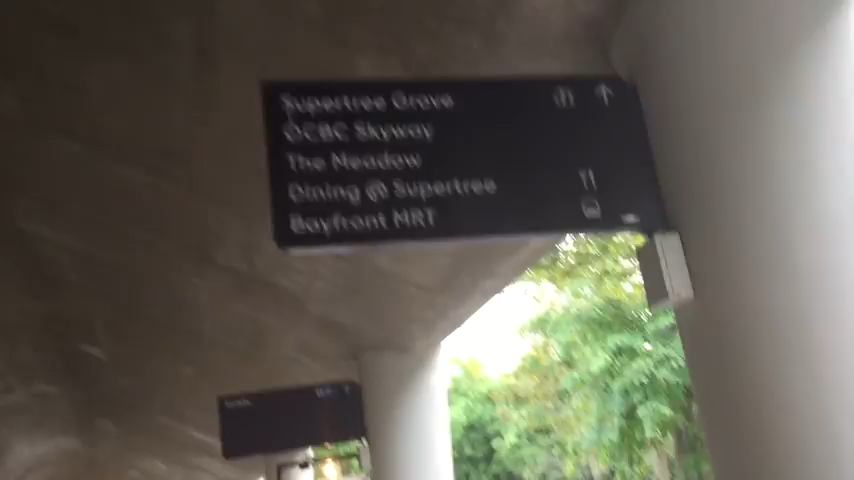 Supertree Grove
OCBC Skyway
The Meadow
Dining @ Supertree
Bayfront MRT